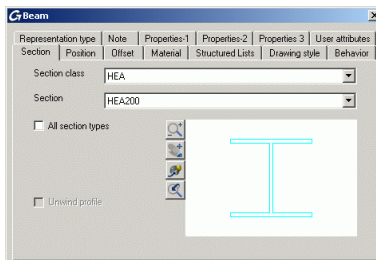 Beam
Representation type Note Properties-1 Properties-2 Properties 3 User attributes
Section Position Offset Material Structured Lists Drawing style Behavior
Section class HEA
Section HEA200
All section types
Unwind profile